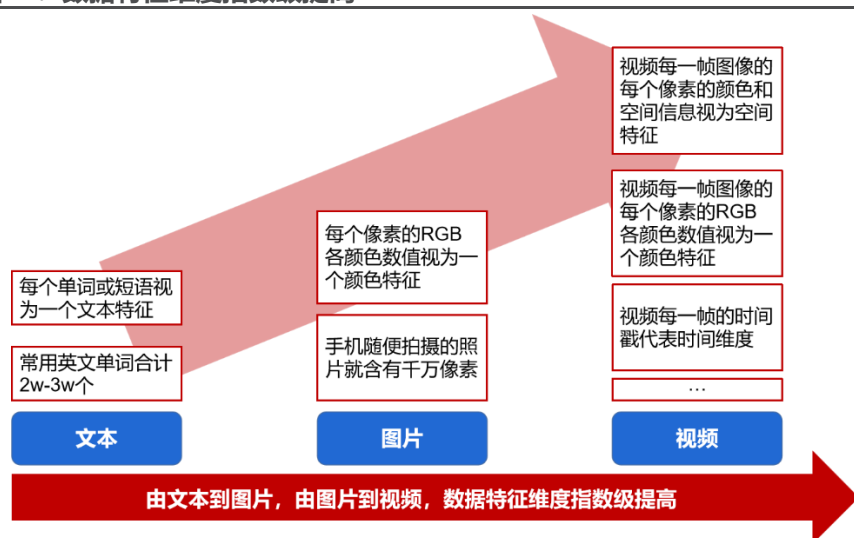 数据特征维度指数级提高
视频每一帧图像的
每个像素的颜色和
空间信息视为空间
特征
视频每一帧图像的
每个像素的RGB
各颜色数值视为一
个颜色特征
每个像素的RGB
各颜色数值视为一
个颜色特征
每个单词或短语视
为一个文本特征
视频每一帧的时间
戳代表时间维度
手机随便拍摄的照
片就含有千万像素
常用英文单词合计
2w-3w个
…
文本
图片
视频
由文本到图片，由图片到视频，数据特征维度指数级提高